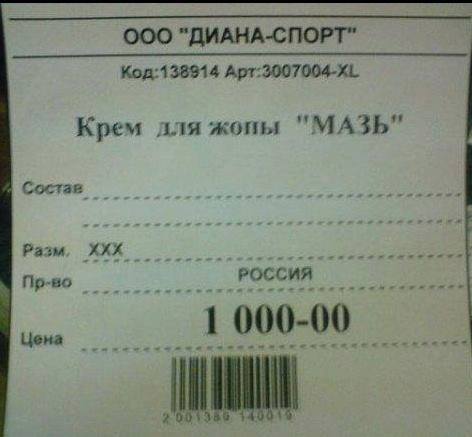 ООО "ДИАНА-СПОРТ"
Код:138914 Арт:3007004-XL
Крем для жопы "МАЗЬ"
Состав
Разм. XXX
Пр-во РОССИЯ
Цена 1 000-00
2 001389 140019